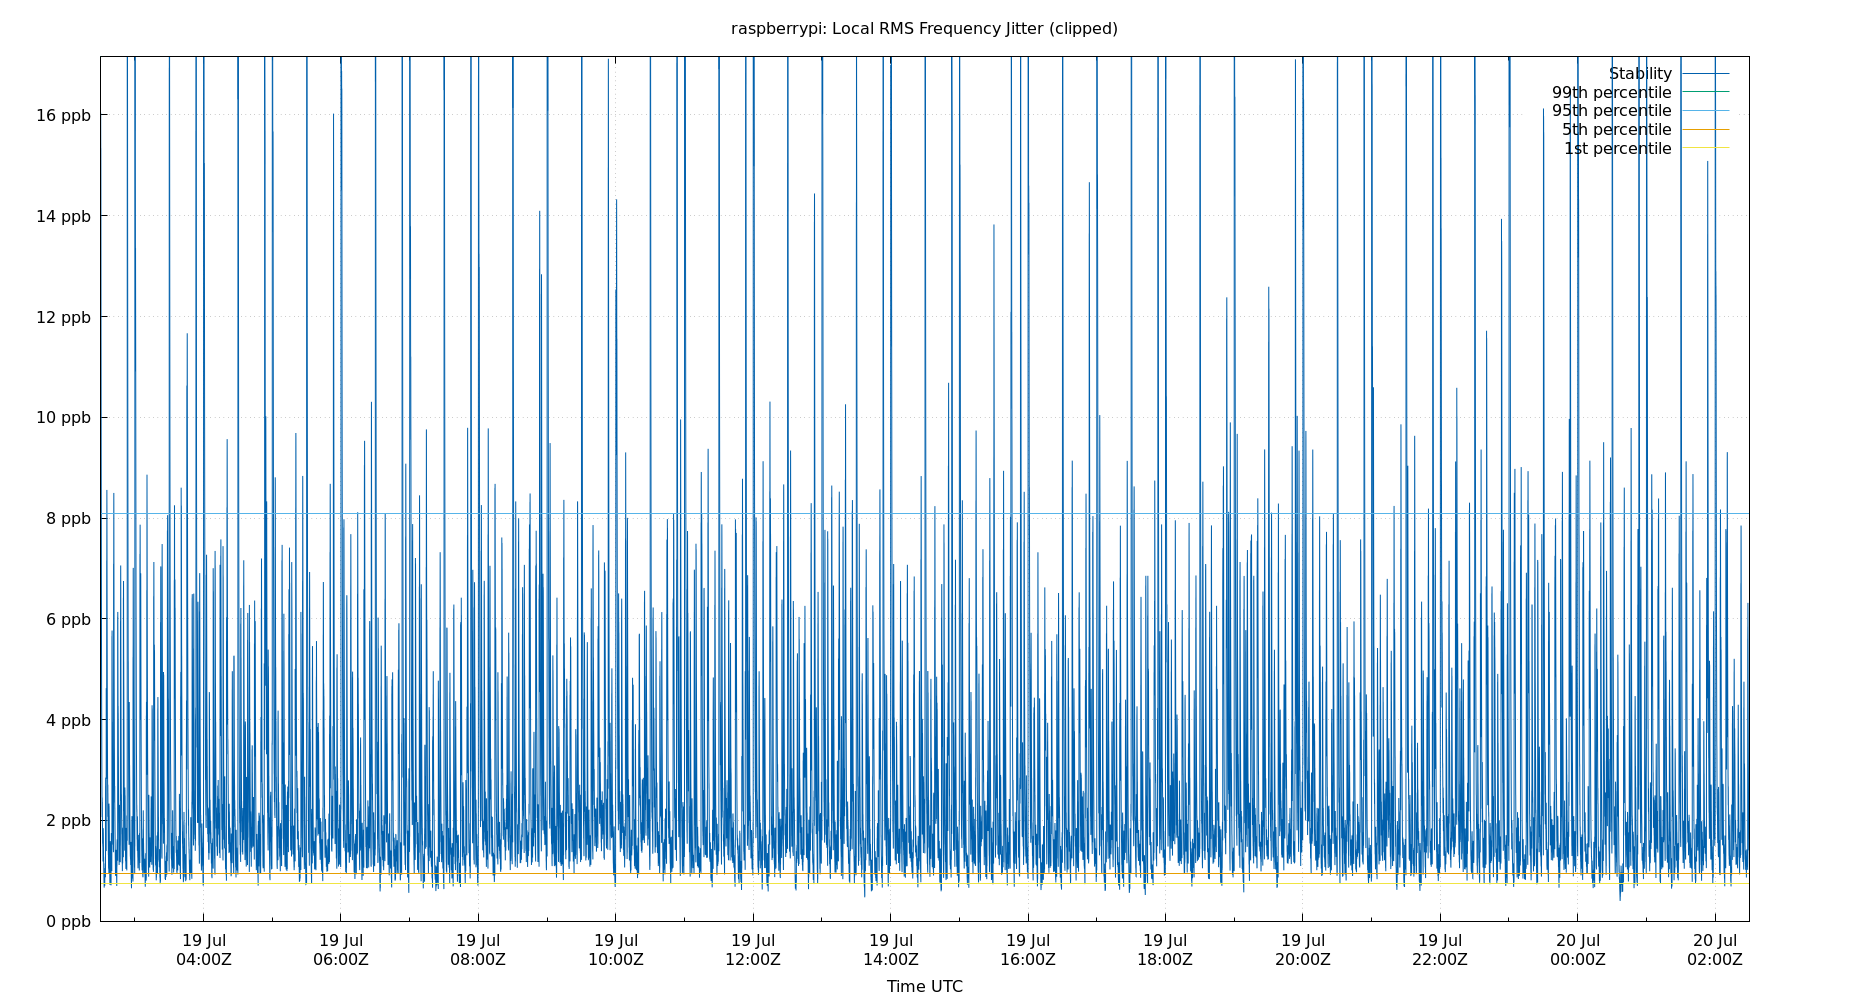 raspberrypi: Local RMS Frequency Jitter (clipped)
Stability
99th percentile
95th percentile
5th percentile
1st percentile
16 ppb
14 ppb
12 ppb
10 ppb
8 ppb
6 ppb
4 ppb
2 ppb
0 ppb
19 Jul 19 Jul 19 Jul 19 Jul 19 Jul 19 Jul 19 Jul 19 Jul 19 Jul 19 Jul 20 Jul 20 Jul
04:00Z 06:00Z 08:00Z 10:00Z 12:00Z 14:00Z 16:00Z 18:00Z 20:00Z 22:00Z 00:00Z 02:00Z
Time UTC